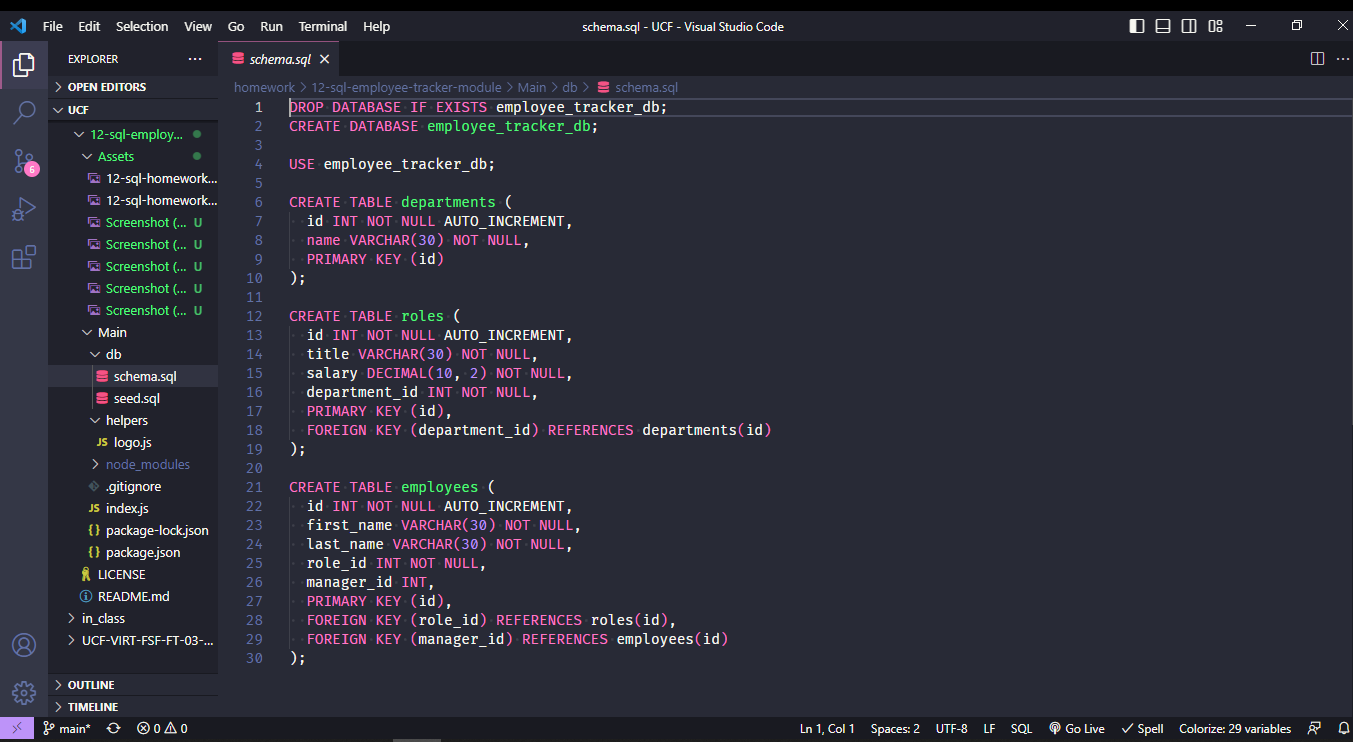 File Edit Selection View Go Run Terminal Help
schema.sql - UCF - Visual Studio Code
EXPLORER
OPEN EDITORS
UCF
12-sql-employ...
Assets
12-sql-homework...
12-sql-homework...
Screenshot (... U
Screenshot (... U
Screenshot (... U
Screenshot (... U
Screenshot (... U
Main
db
schema.sql
seed.sql
helpers
JS logo.js
node_modules
.gitignore
JS index.js
{} package-lock.json
{} package.json
LICENSE
README.md
in_class
UCF-VIRT-FSF-FT-03-...
OUTLINE
TIMELINE
6
schema.sql
homework > 12-sql-employee-tracker-module > Main > db > schema.sql
1 DROP DATABASE IF EXISTS employee_tracker_db;
2 CREATE DATABASE employee_tracker_db;
3
4 USE employee_tracker_db;
5
6 CREATE TABLE departments (
7 id INT NOT NULL AUTO_INCREMENT,
8 name VARCHAR(30) NOT NULL,
9 PRIMARY KEY (id)
10 );
11
12 CREATE TABLE roles (
13 id INT NOT NULL AUTO_INCREMENT,
14 title VARCHAR(30) NOT NULL,
15 salary DECIMAL(10, 2) NOT NULL,
16 department_id INT NOT NULL,
17 PRIMARY KEY (id),
18 FOREIGN KEY (department_id) REFERENCES departments(id)
19 );
20
21 CREATE TABLE employees (
22 id INT NOT NULL AUTO_INCREMENT,
23 first_name VARCHAR(30) NOT NULL,
24 last_name VARCHAR(30) NOT NULL,
25 role_id INT NOT NULL,
26 manager_id INT,
27 PRIMARY KEY (id),
28 FOREIGN KEY (role_id) REFERENCES roles(id),
29 FOREIGN KEY (manager_id) REFERENCES employees(id)
30 );
main* 0 0 Ln 1, Col 1 Spaces: 2 UTF-8 LF SQL Go Live Spell Colorize: 29 variables